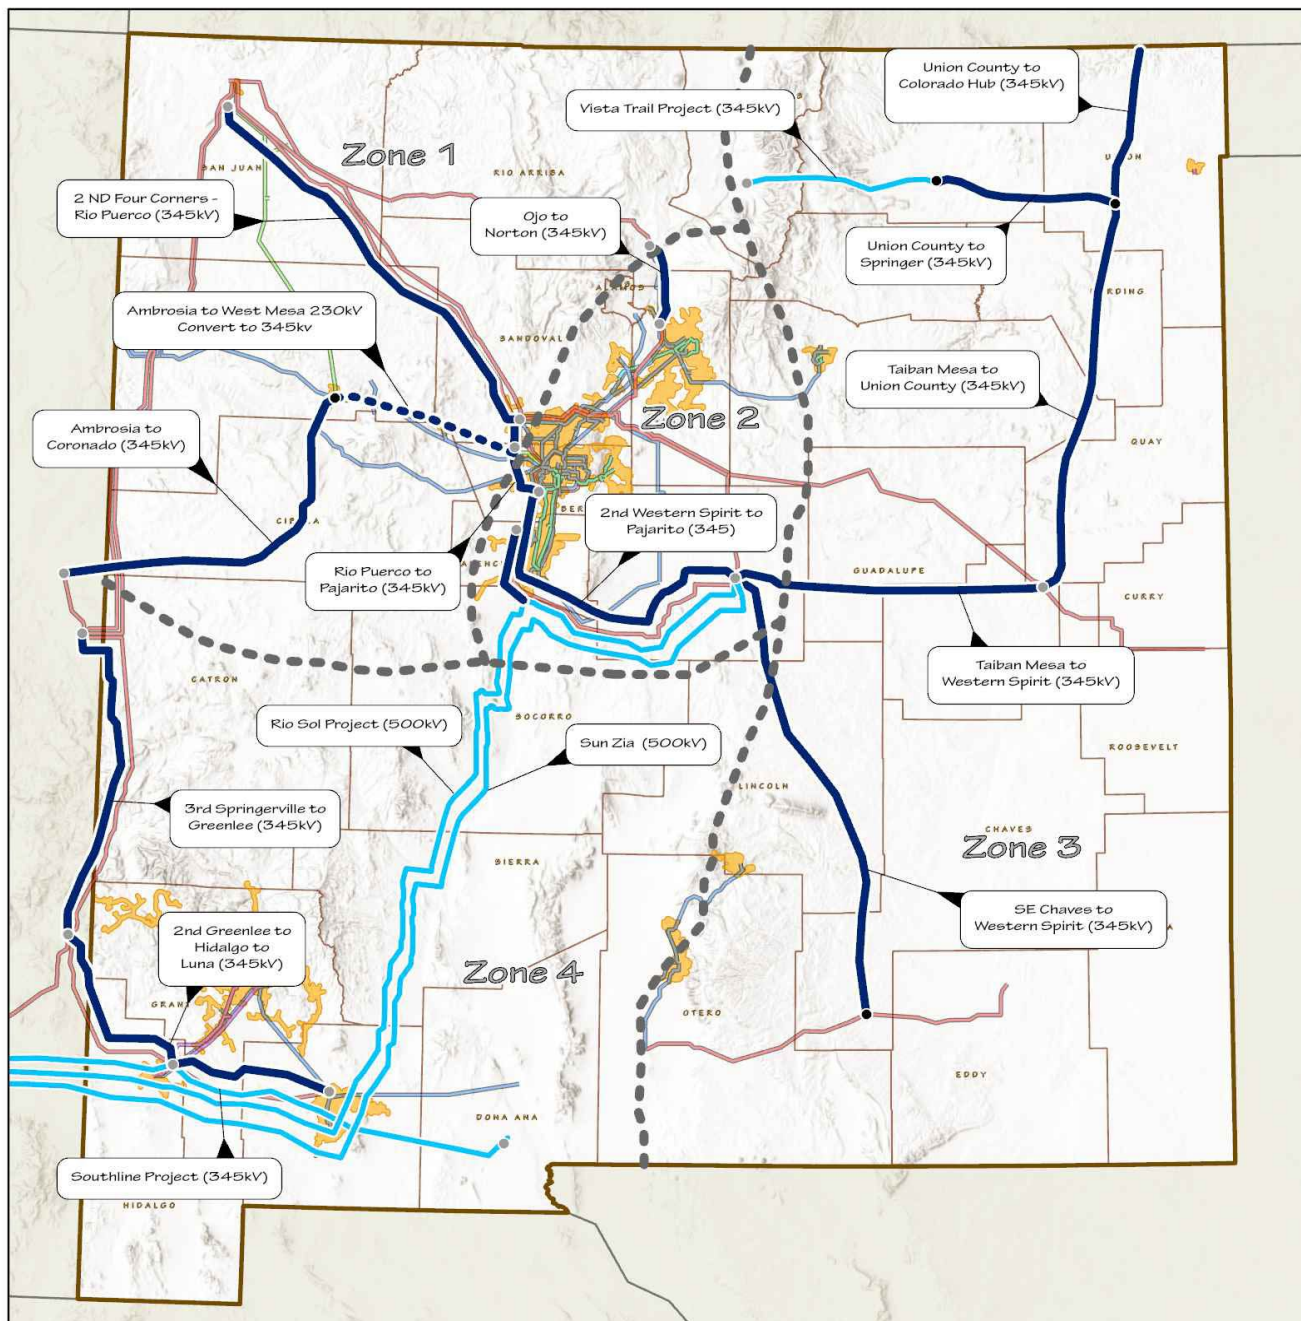 Union County to
Colorado Hub (345kV)
Vista Trail Project (345kV)
Zone 1
SAN JUAN
RIO ARRIBA
2 ND Four Corners -
Rio Puerco (345kV)
Ojo to
Norton (345kV)
Union County to
Springer (345kV)
Ambrosia to West Mesa 230kV
Convert to 345kv
SANDOVAL
Taiban Mesa to
Union County (345kV)
Ambrosia to
Coronado (345kV)
Zone 2
QUAY
2nd Western Spirit to
Pajarito (345)
Rio Puerco to
Pajarito (345kV)
GUADALUPE
CURRY
Taiban Mesa to
Western Spirit (345kV)
CATRON
Rio Sol Project (500kV)
SOCORRO
Sun Zia (500kV)
ROOSEVELT
LINCOLN
3rd Springerville to
Greenlee (345kV)
CHAVES
Zone 3
SIERRA
2nd Greenlee to
Hidalgo to
Luna (345kV)
SE Chaves to
Western Spirit (345kV)
Zone 4
OTERO
EDDY
DONA ANA
Southline Project (345kV)
HIDALGO